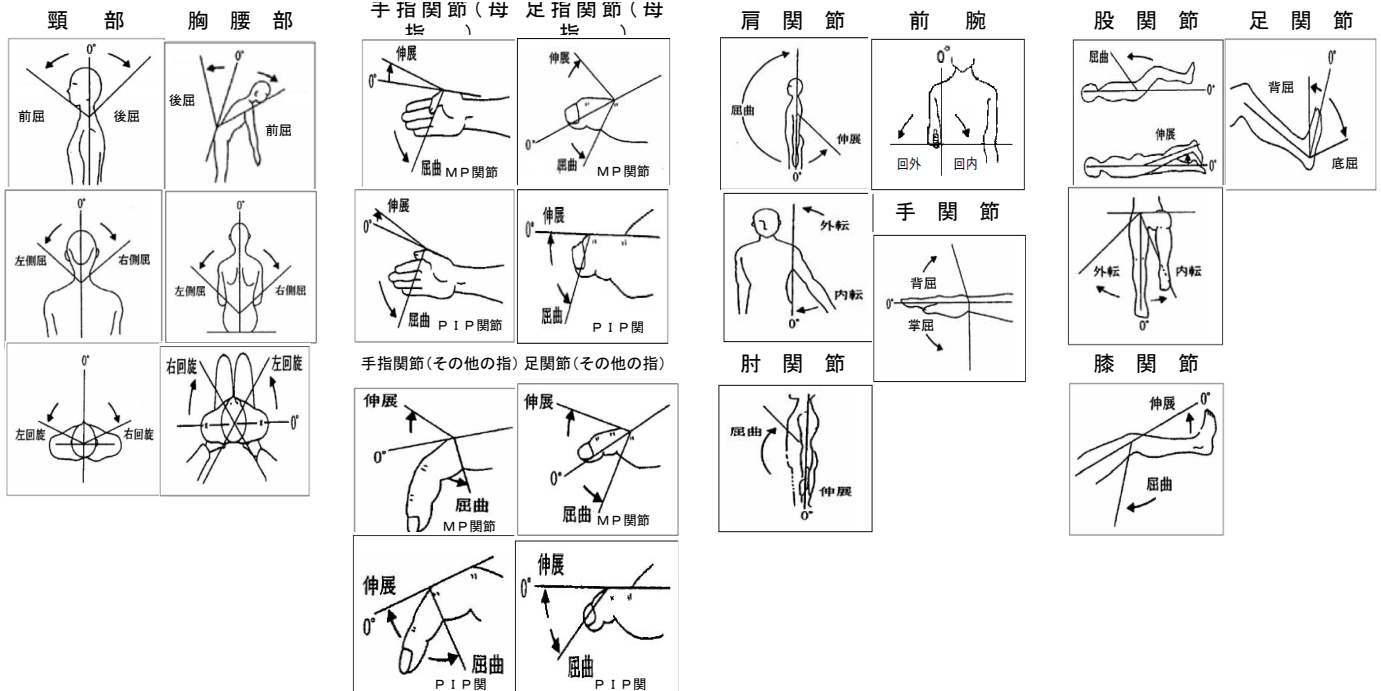 頸部
0°
前屈
後屈
0°
左側屈
右側屈
0°
左回旋
右回旋
胸腰部
0°
後屈
前屈
0°
左側屈
右側屈
右回旋
左回旋
0°
手指関節(母
指)
伸展
0°
屈曲
MP関節
伸展
0°
屈曲
PIP関節
足指関節(母
指)
伸展
0°
屈曲
MP関節
伸展
0°
屈曲
PIP関
手指関節(その他の指)
伸展
0°
屈曲
MP関節
伸展
0°
屈曲
PIP関
足関節(その他の指)
伸展
0°
屈曲
MP関節
伸展
0°
屈曲
PIP関
肩関節
屈曲
伸展
0°
外転
内転
0°
肘関節
屈曲
伸展
0°
前腕
0°
回外
回内
手関節
背屈
0°
掌屈
股関節
屈曲
0°
伸展
0°
外転
内転
0°
膝関節
伸展
0°
屈曲
足関節
0°
背屈
底屈